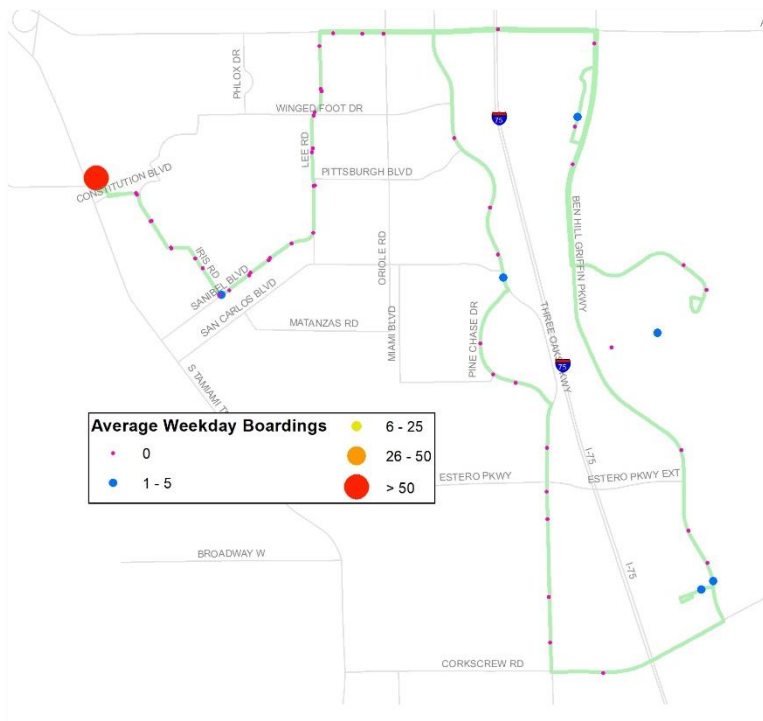 A
PHLOX DR
WINGED FOOT DR
75
LEE RD
PITTSBURGH BLVD
CONSTITUTION BLVD
BEN HILL GRIFFIN PKWY
ORIOLE RD
IRIS RD
SANIBEL BLVD
SAN CARLOS BLVD
MATANZAS RD
MIAMI BLVD
PINE CHASE DR
THREE OAKS PKWY
75
S TAMIAMI T
Average Weekday Boardings
0
1 - 5
6 - 25
26 - 50
> 50
ESTERO PKWY
I-75
ESTERO PKWY EXT
BROADWAY W
I-75
CORKSCREW RD